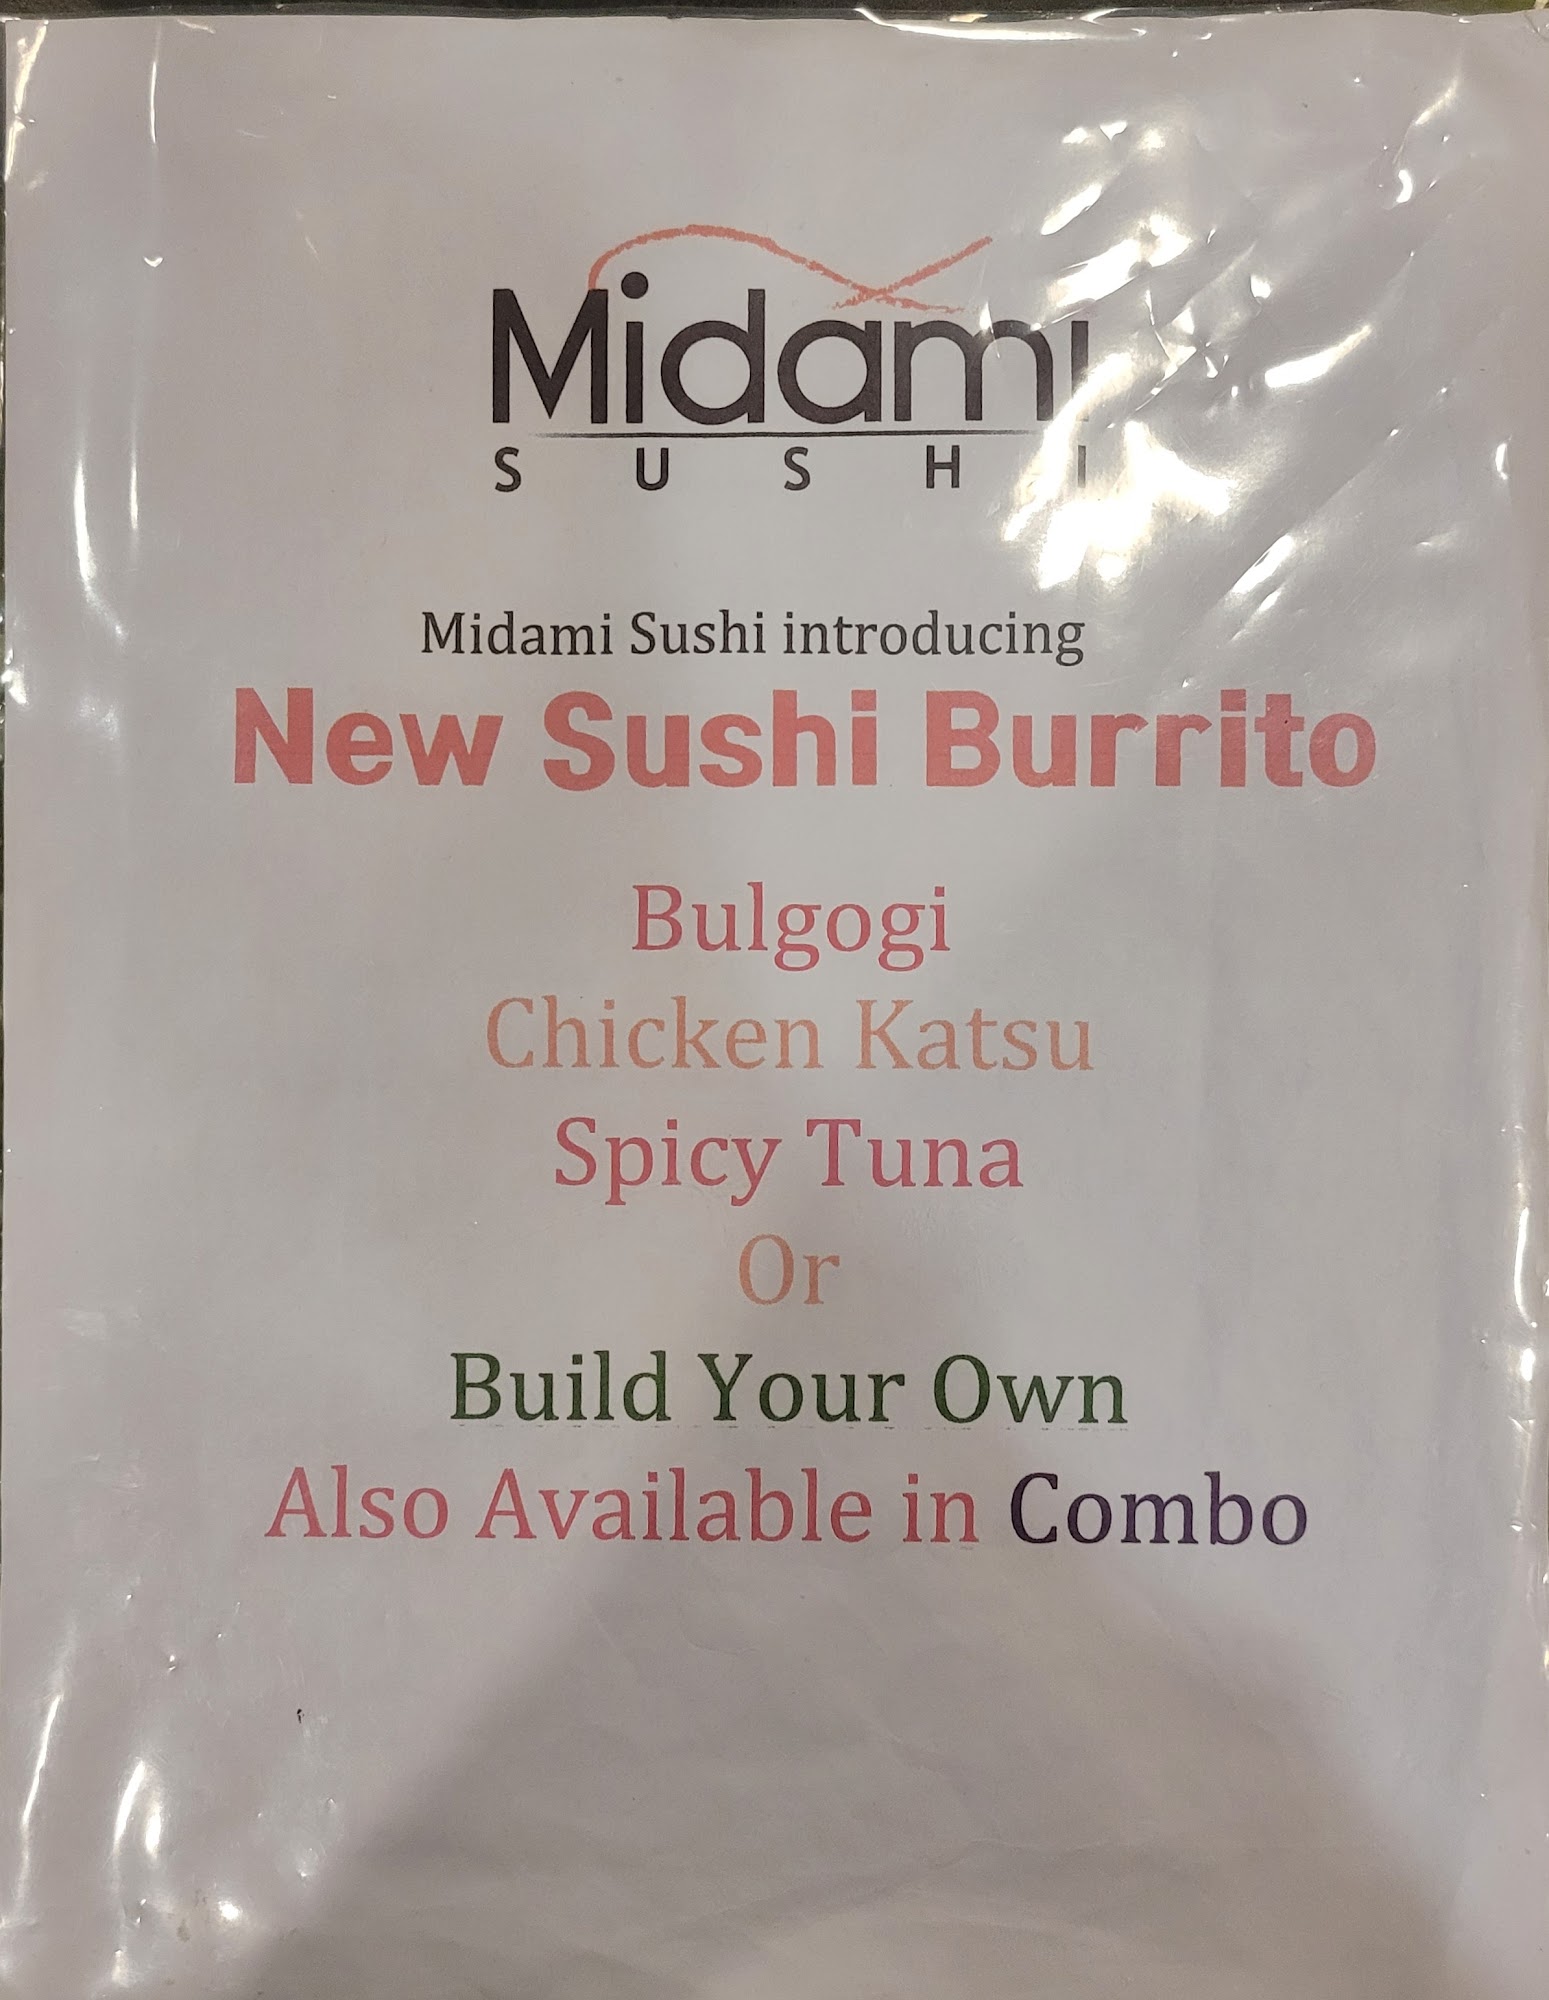 Midami
SUSHI
Midami Sushi introducing
New Sushi Burrito
Bulgogi
Chicken Katsu
Spicy Tuna
Or
Build Your Own
Also Available in Combo